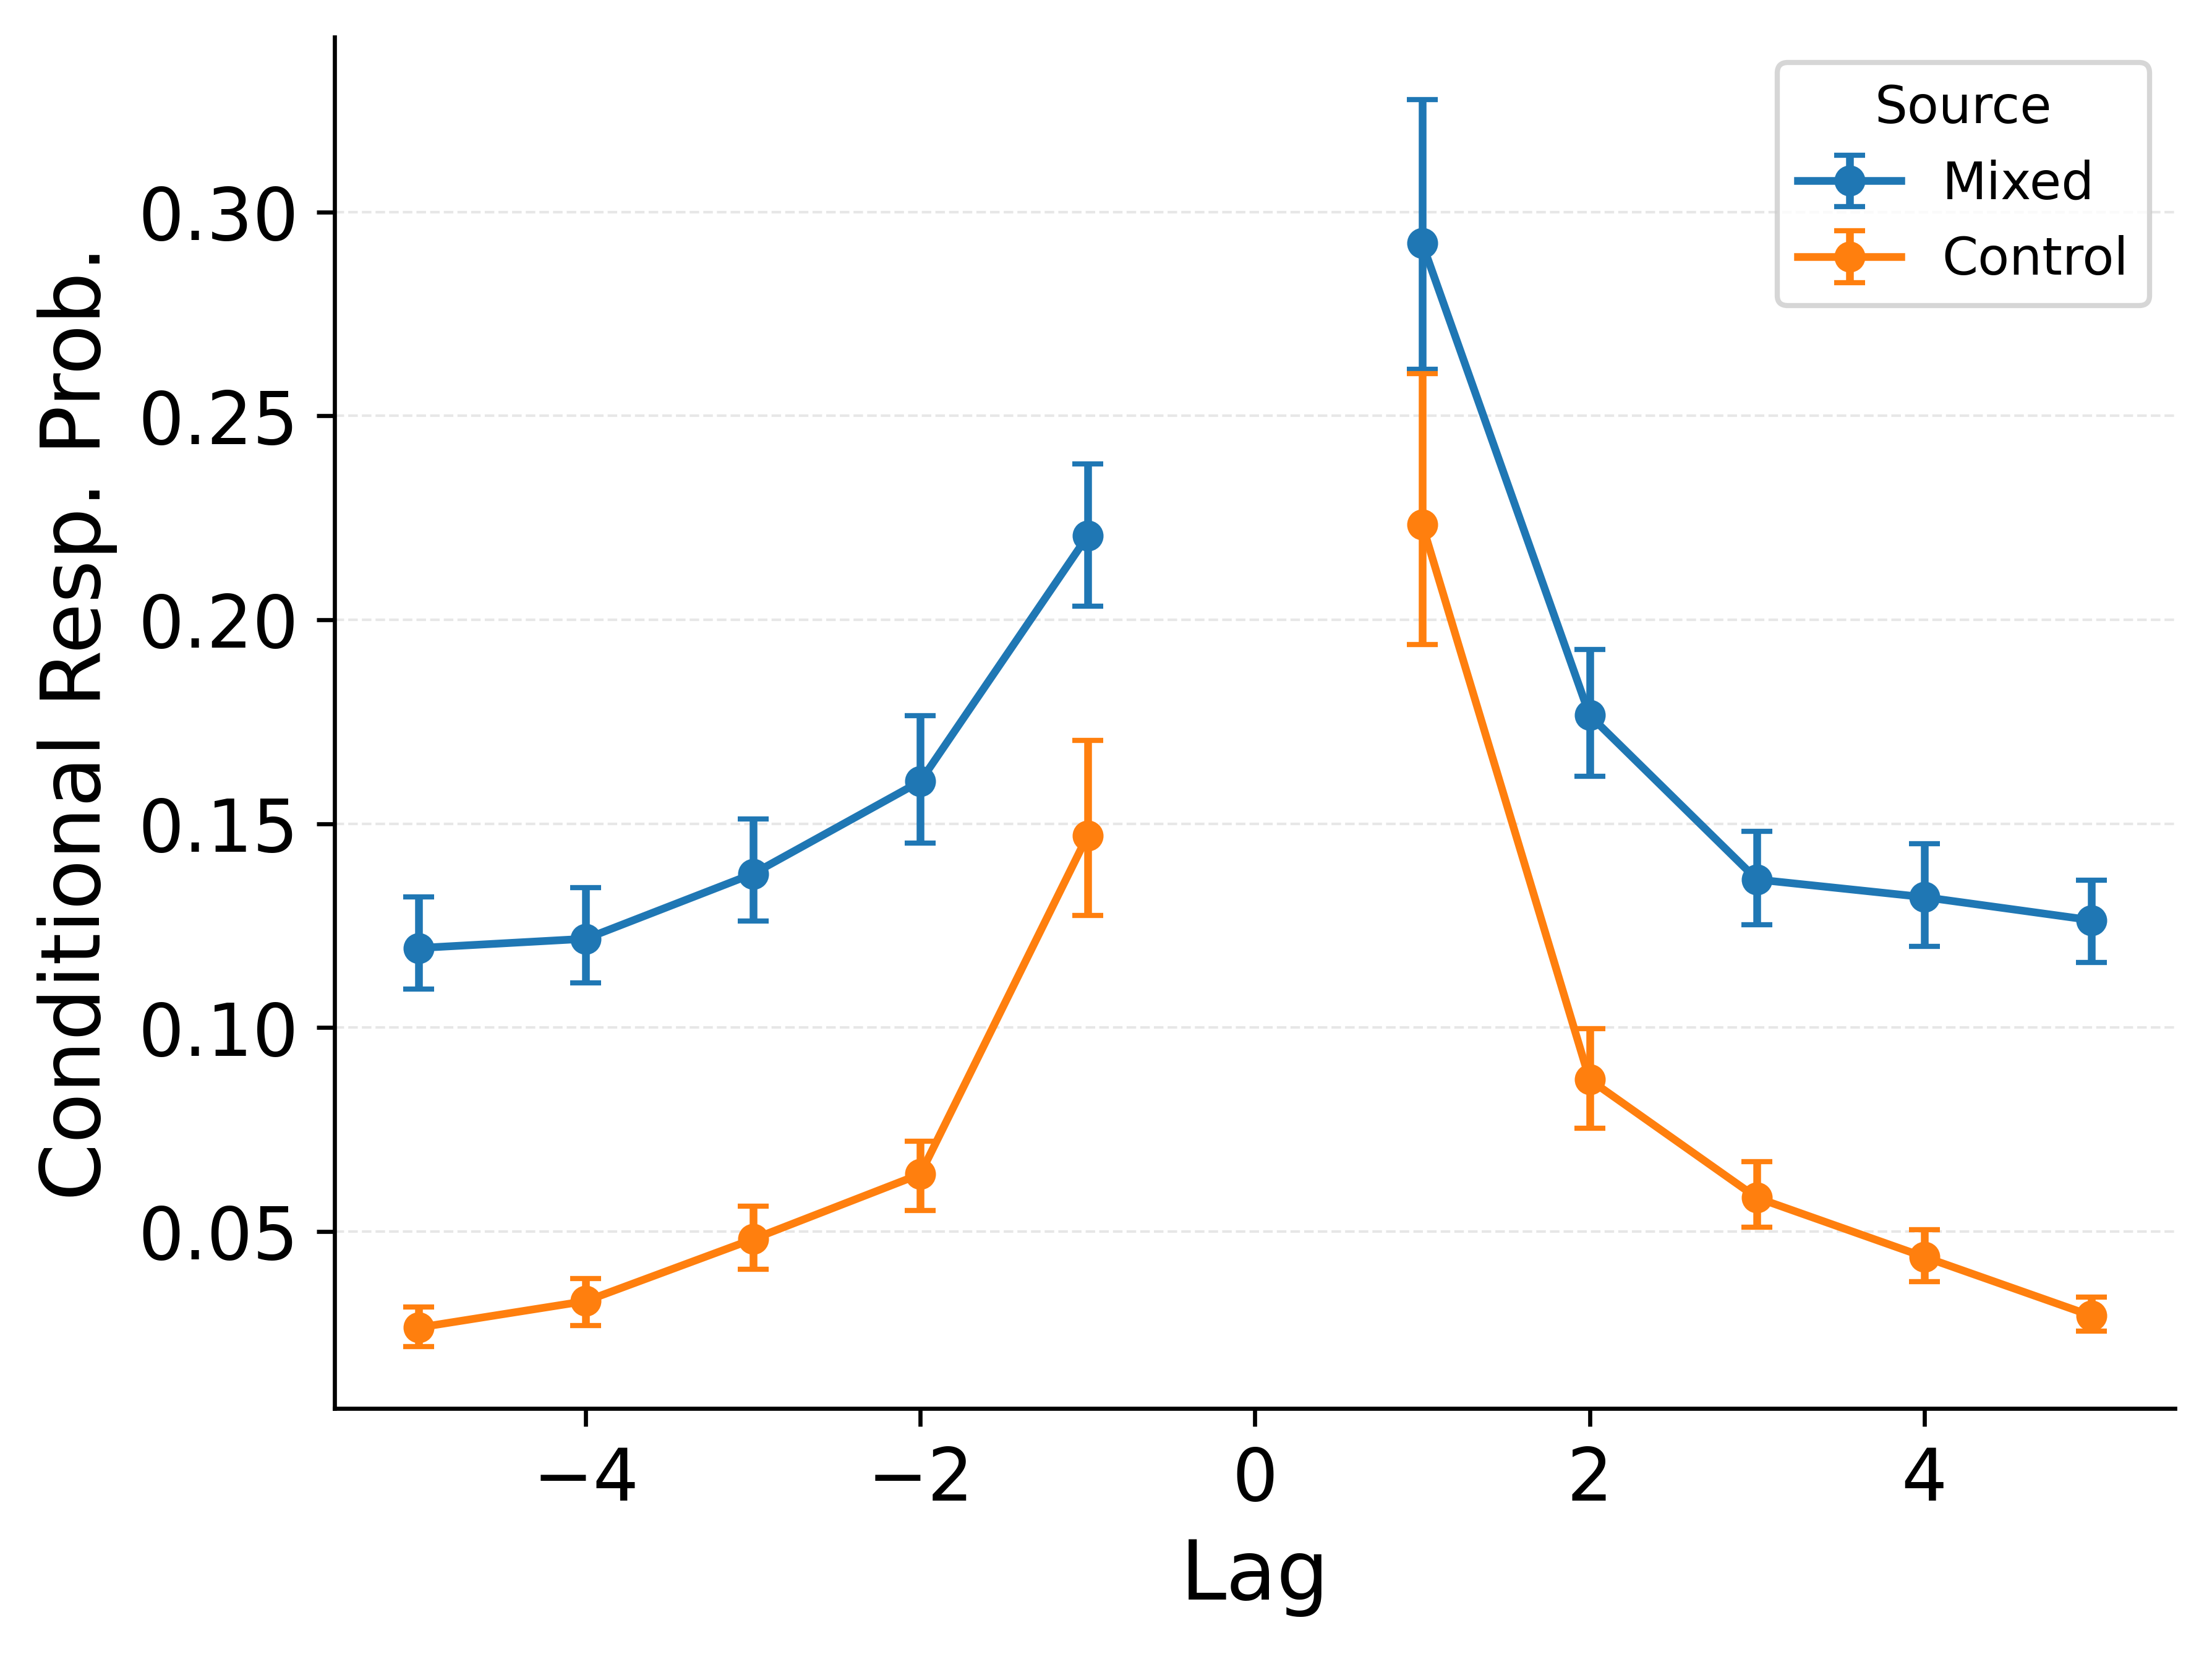 Source
Mixed
Control
Conditional Resp. Prob.
0.30
0.25
0.20
0.15
0.10
0.05
−4 −2 0 2 4
Lag